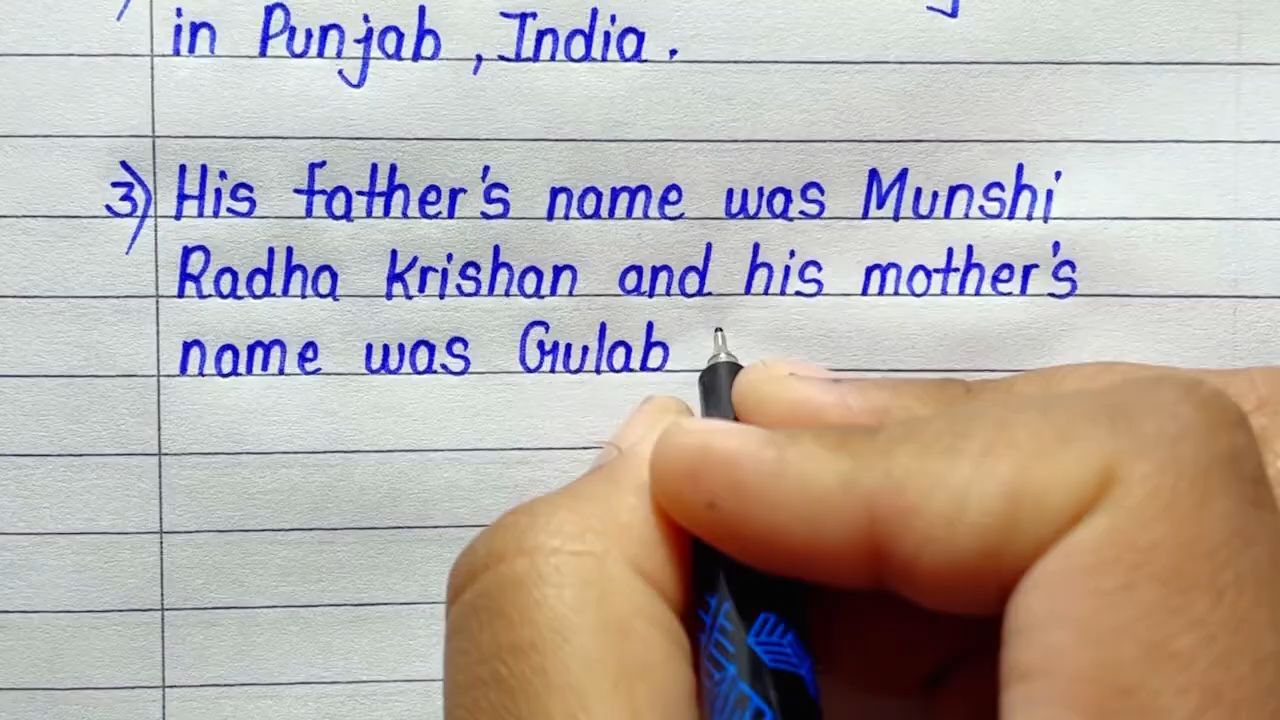 in Punjab, India.
3) His father's name was Munshi
Radha Krishan and his mother's
name was Gulab